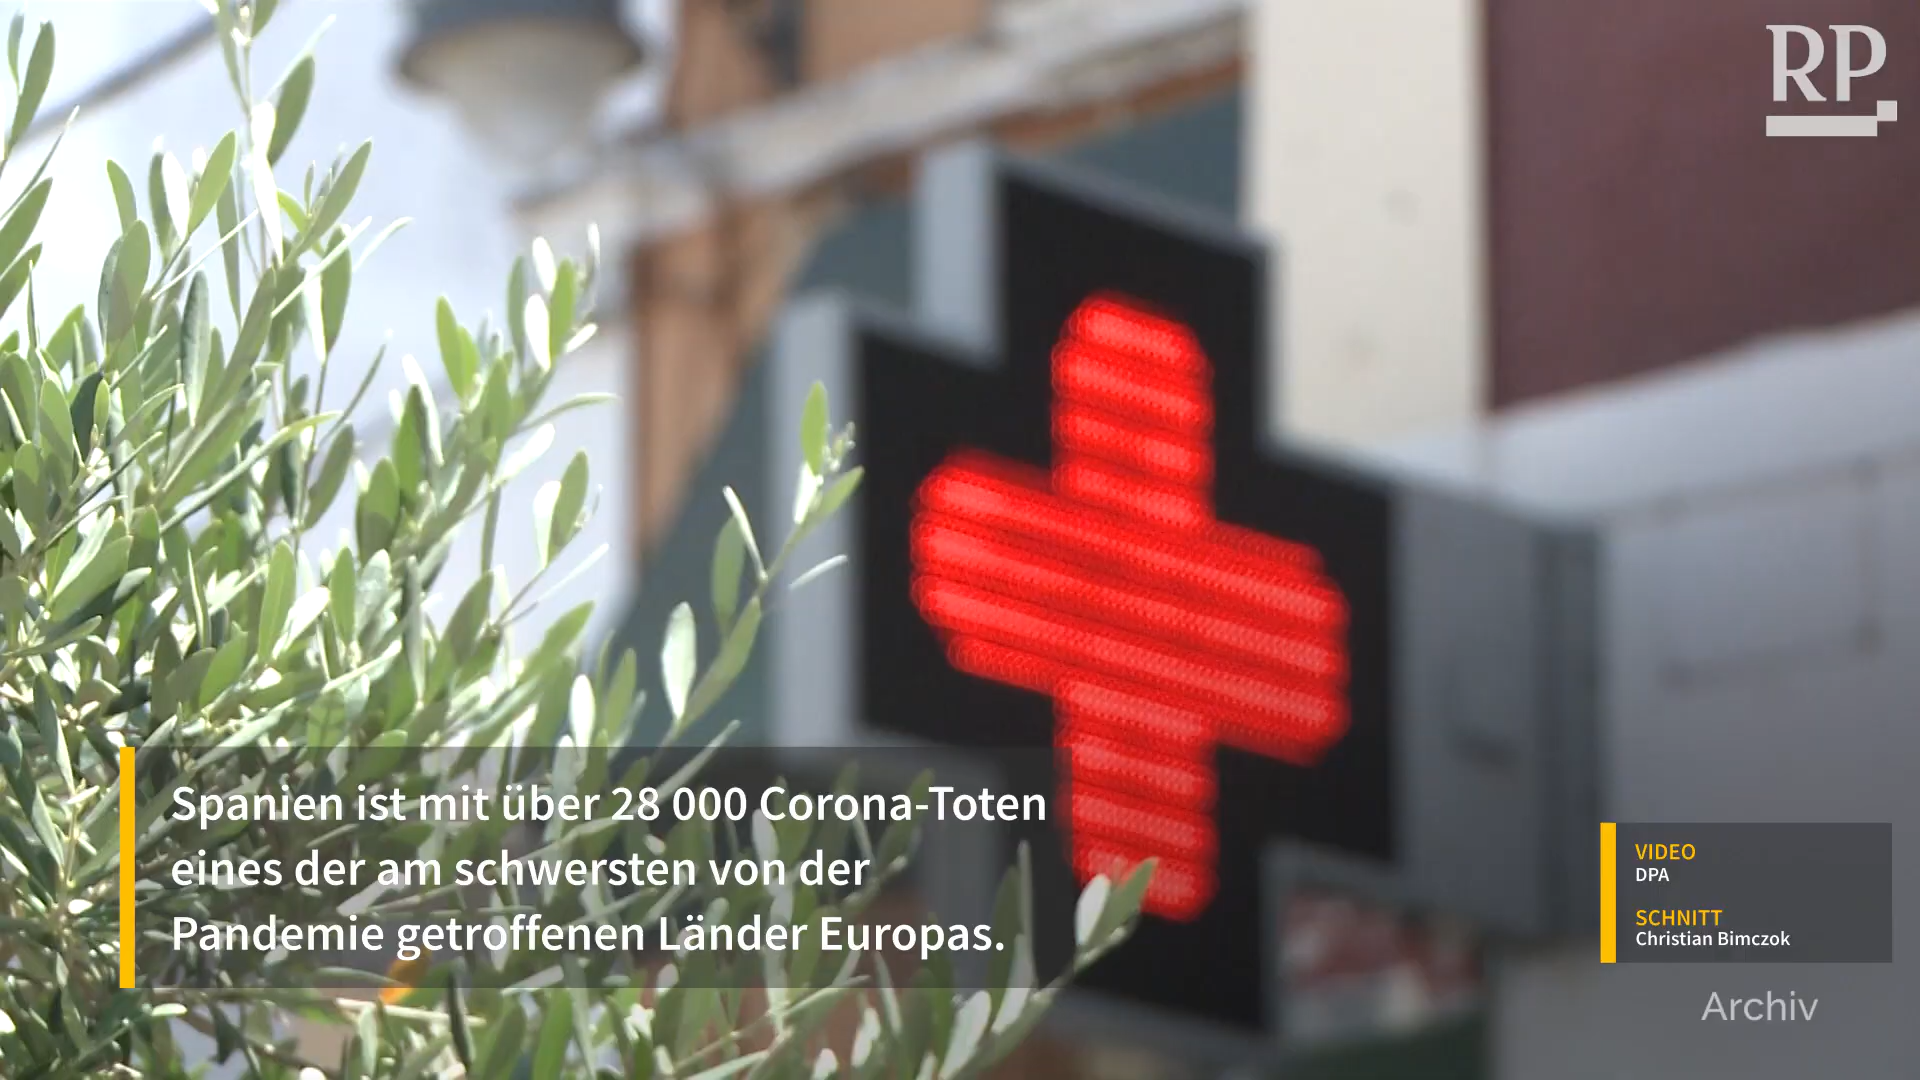 RP
Spanien ist mit über 28 000 Corona-Toten
eines der am schwersten von der
Pandemie getroffenen Länder Europas.
VIDEO
DPA
SCHNITT
Christian Bimczok
Archiv